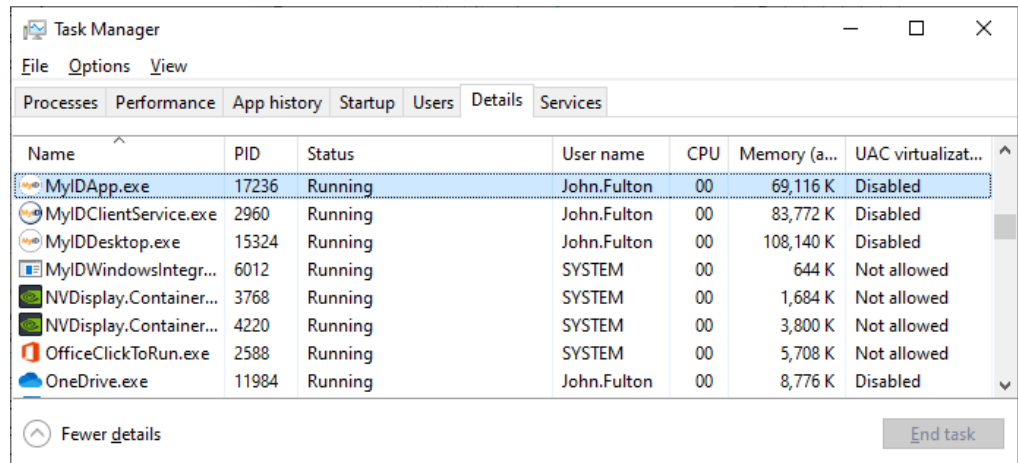 Task Manager
File Options View
Processes Performance App history Startup Users Details Services
Name PID Status User name CPU Memory (a... UAC virtualizat...
MyIDApp.exe 17236 Running John.Fulton 00 69,116 K Disabled
MyIDClientService.exe 2960 Running John.Fulton 00 83,772 K Disabled
MyIDDesktop.exe 15324 Running John.Fulton 00 108,140 K Disabled
MyIDWindowsIntegr... 6012 Running SYSTEM 00 644 K Not allowed
NVDisplay.Container... 3768 Running SYSTEM 00 1,684 K Not allowed
NVDisplay.Container... 4220 Running SYSTEM 00 3,800 K Not allowed
OfficeClickToRun.exe 2588 Running SYSTEM 00 5,708 K Not allowed
OneDrive.exe 11984 Running John.Fulton 00 8,776 K Disabled
Fewer details End task